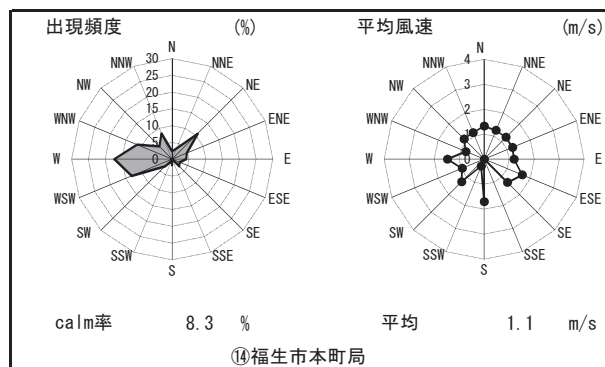 出現頻度 (%)
平均風速 (m/s)
N
NNE
NE
ENE
E
ESE
SE
SSE
S
SSW
SW
WSW
W
WNW
NW
NNW
30
25
20
15
10
5
0
N
NNE
NE
ENE
E
ESE
SE
SSE
S
SSW
SW
WSW
W
WNW
NW
NNW
4
3
2
1
0
calm率 8.3 %
平均 1.1 m/s
⑭福生市本町局